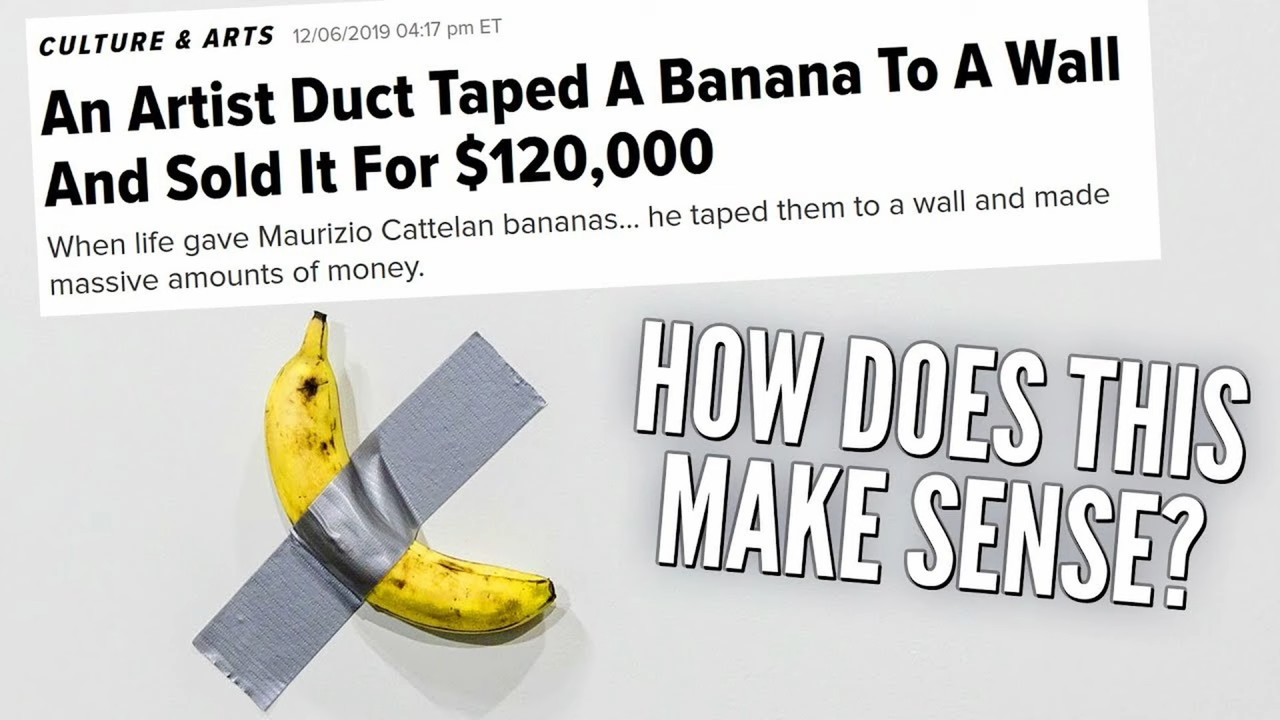 CULTURE & ARTS 12/06/2019 04:17 pm ET
An Artist Duct Taped A Banana To A Wall
And Sold It For $120,000
When life gave Maurizio Cattelan bananas... he taped them to a wall and made
massive amounts of money.
HOW DOES THIS
MAKE SENSE?